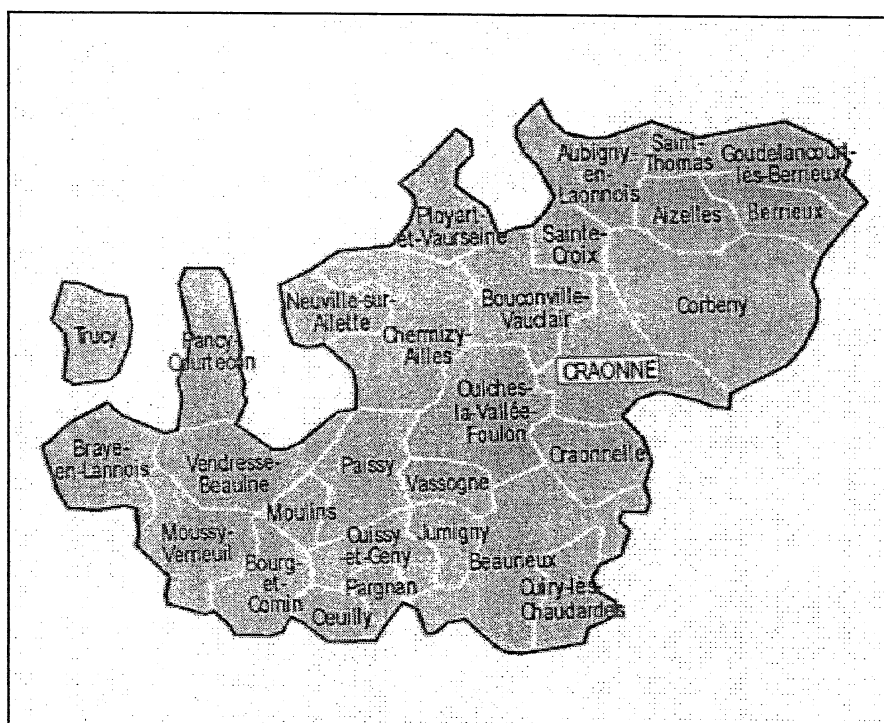 Aubigny-
en-
Laonnois
Saint-
Thomas
Goudelancourt-
les-Berrieux
Ployart-
et-Vaurseine
Sainte-
Croix
Aizelles
Berrieux
Neuville-sur-
Ailette
Bouconville-
Vauclair
Corbeny
Trucy
Pancy-
Courtecon
Chermizy-
Ailles
CRAONNE
Oulches-
la-Vallée-
Foulon
Craonnelle
Braye-
en-Lannois
Vendresse-
Beaulne
Paissy
Vassogne
Moulins
Moussy-
Verneuil
Cuissy
et-Geny
Jumigny
Bourg-
et-
Comin
Beaurieux
Pargnan
Cuiry-les-
Chaudardes
Oeuilly